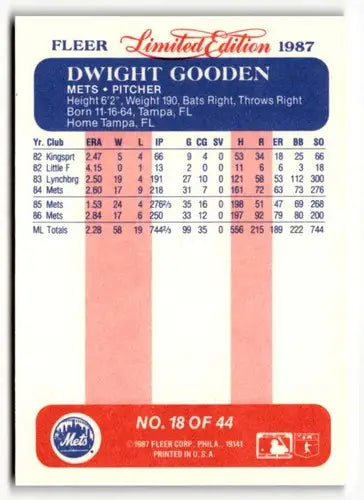 FLEER Limited Edition 1987
DWIGHT GOODEN
METS • PITCHER
Height 6'2", Weight 190, Bats Right, Throws Right
Born 11-16-64, Tampa, FL
Home Tampa, FL
Yr. Club ERA W L IP G CG SV H R ER BB SO
82 Kingsprt 2.47 5 4 66 9 4 0 53 34 18 25 66
82 Little F 4.15 0 1 13 2 0 0 11 6 6 3 18
83 Lynchbrg 2.50 19 4 191 27 10 0 121 58 53 112 300
84 Mets 2.60 17 9 218 31 7 0 161 72 63 73 276
85 Mets 1.53 24 4 276⅔ 35 16 0 198 51 47 69 268
86 Mets 2.84 17 6 250 33 12 0 197 92 79 80 200
ML Totals 2.28 58 19 744⅔ 99 35 0 556 215 189 222 744
Mets
NO. 18 OF 44
©1987 FLEER CORP., PHILA., 19141
PRINTED IN U.S.A.